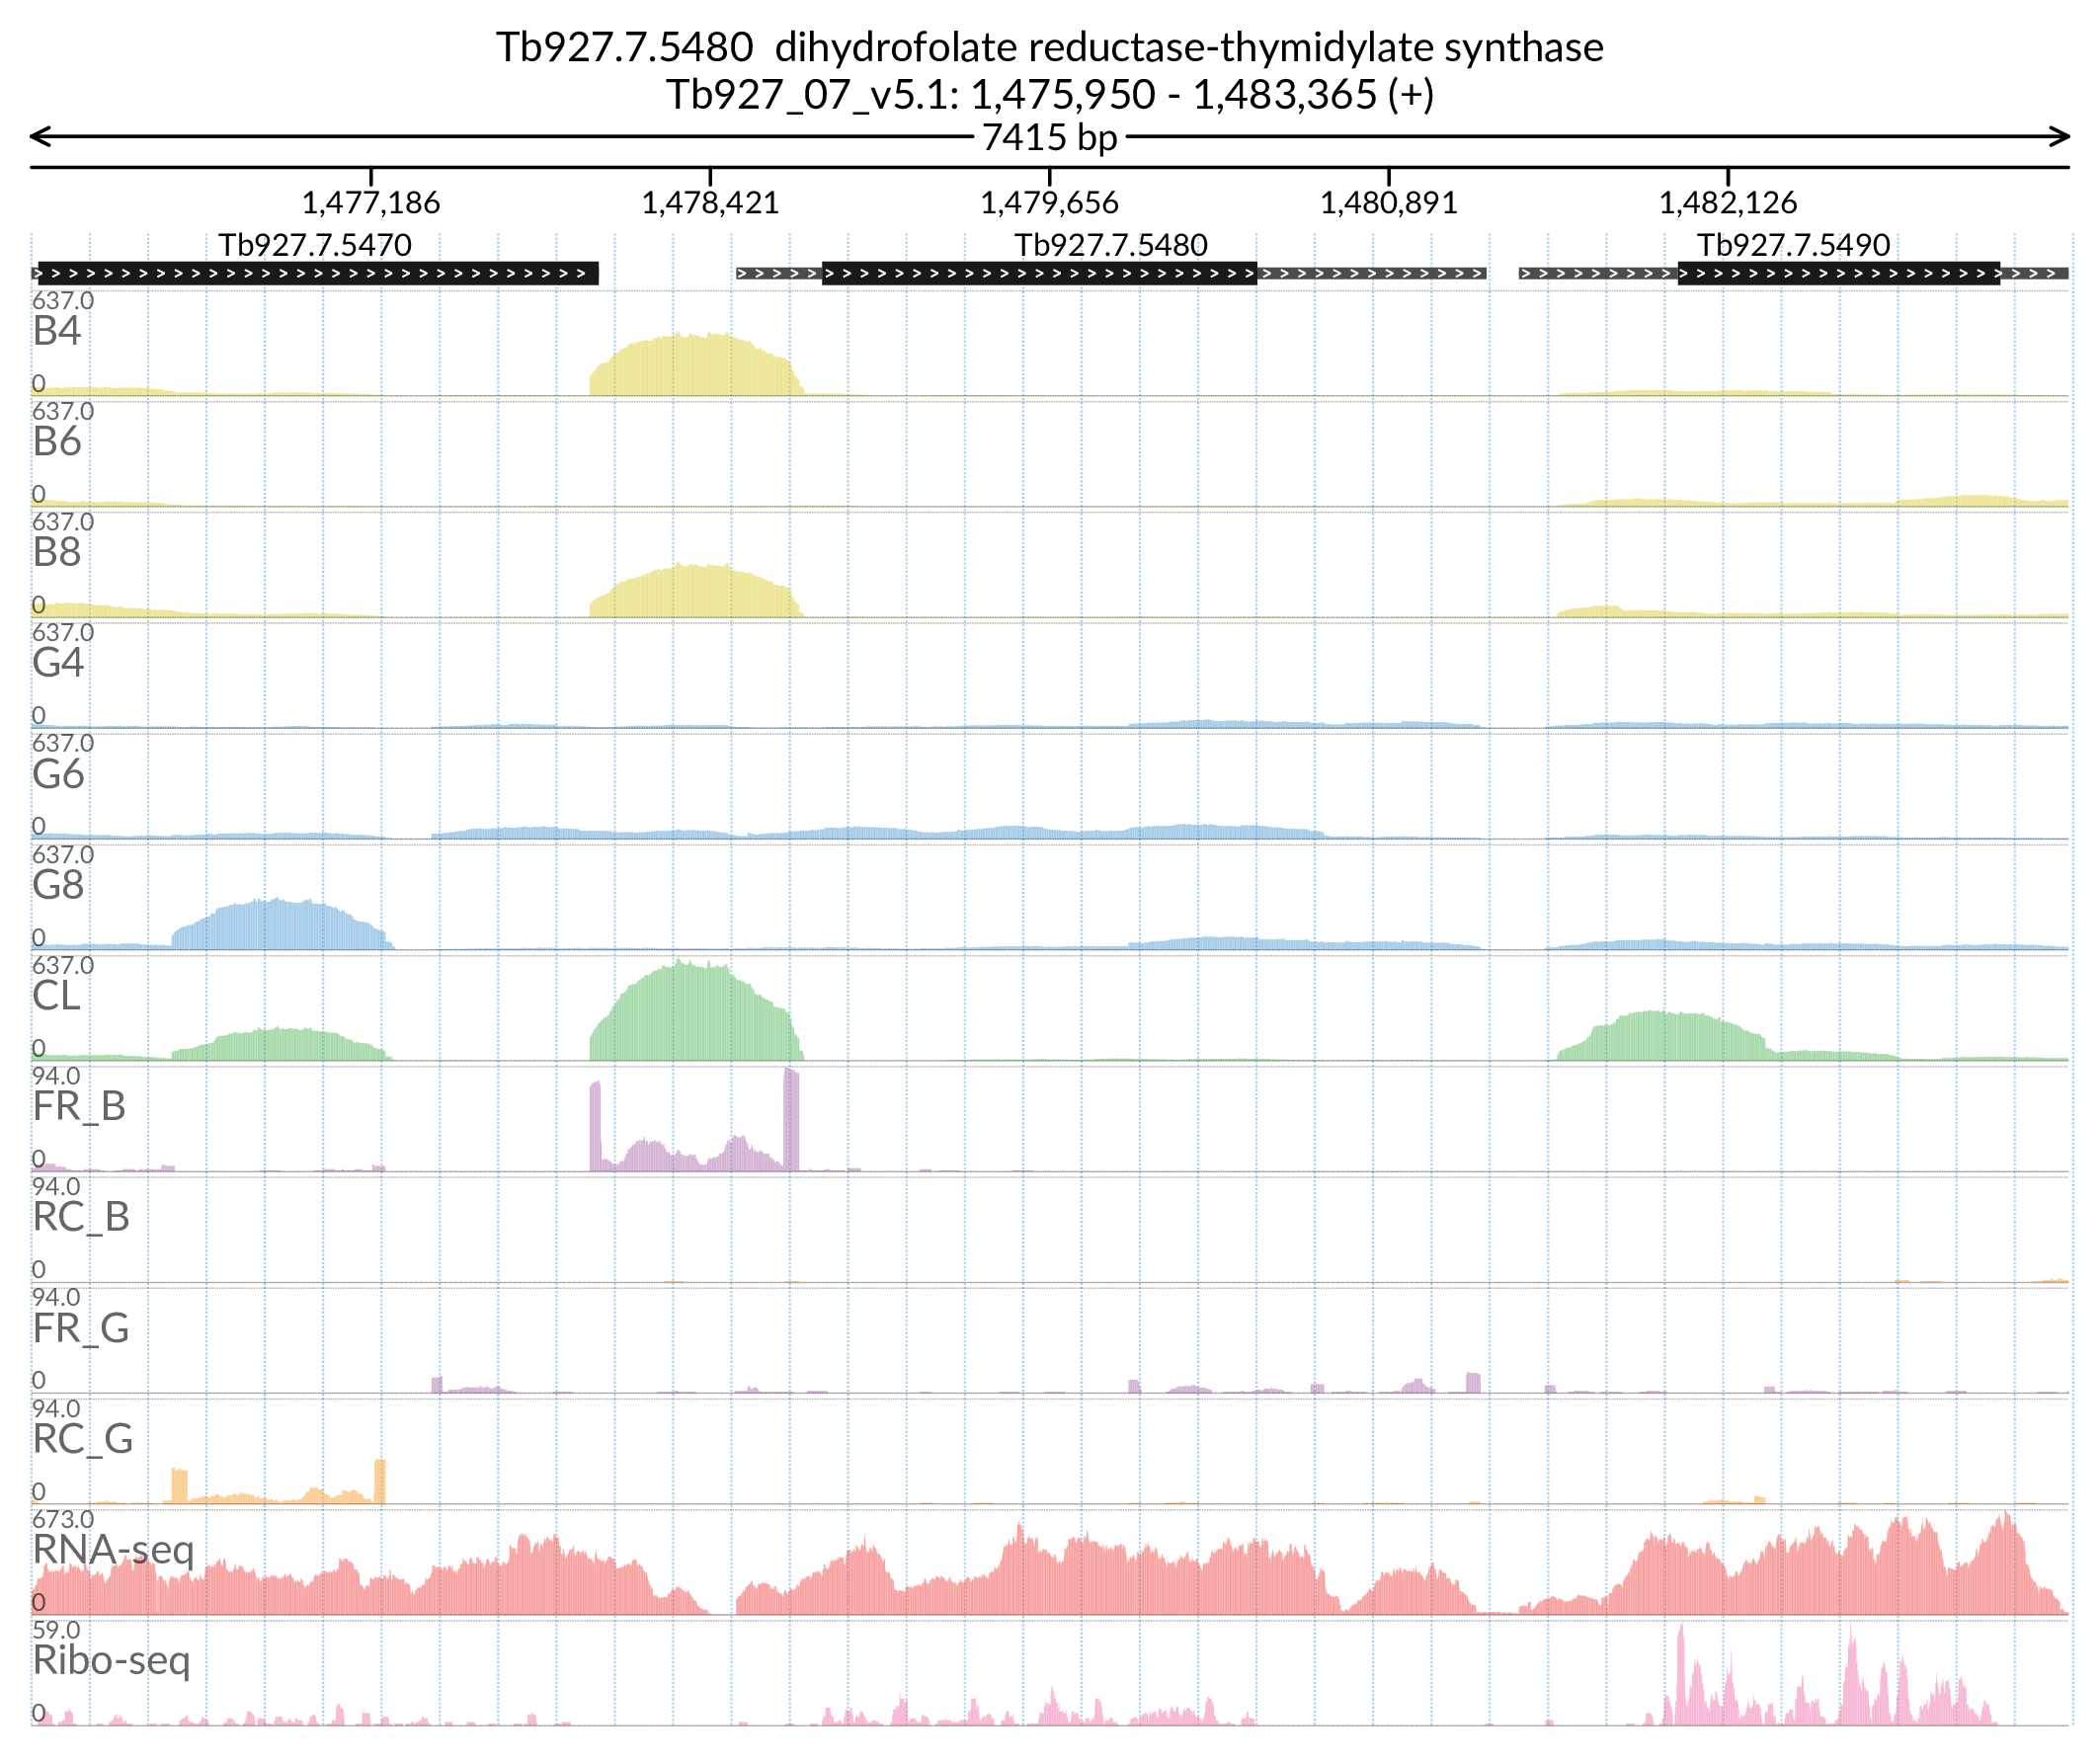 Tb927.7.5480 dihydrofolate reductase-thymidylate synthase
Tb927_07_v5.1: 1,475,950 - 1,483,365 (+)
7415 bp
1,477,186 1,478,421 1,479,656 1,480,891 1,482,126
Tb927.7.5470 Tb927.7.5480 Tb927.7.5490
637.0
B4
0
637.0
B6
0
637.0
B8
0
637.0
G4
0
637.0
G6
0
637.0
G8
0
637.0
CL
0
94.0
FR_B
0
94.0
RC_B
0
94.0
FR_G
0
94.0
RC_G
0
673.0
RNA-seq
0
59.0
Ribo-seq
0